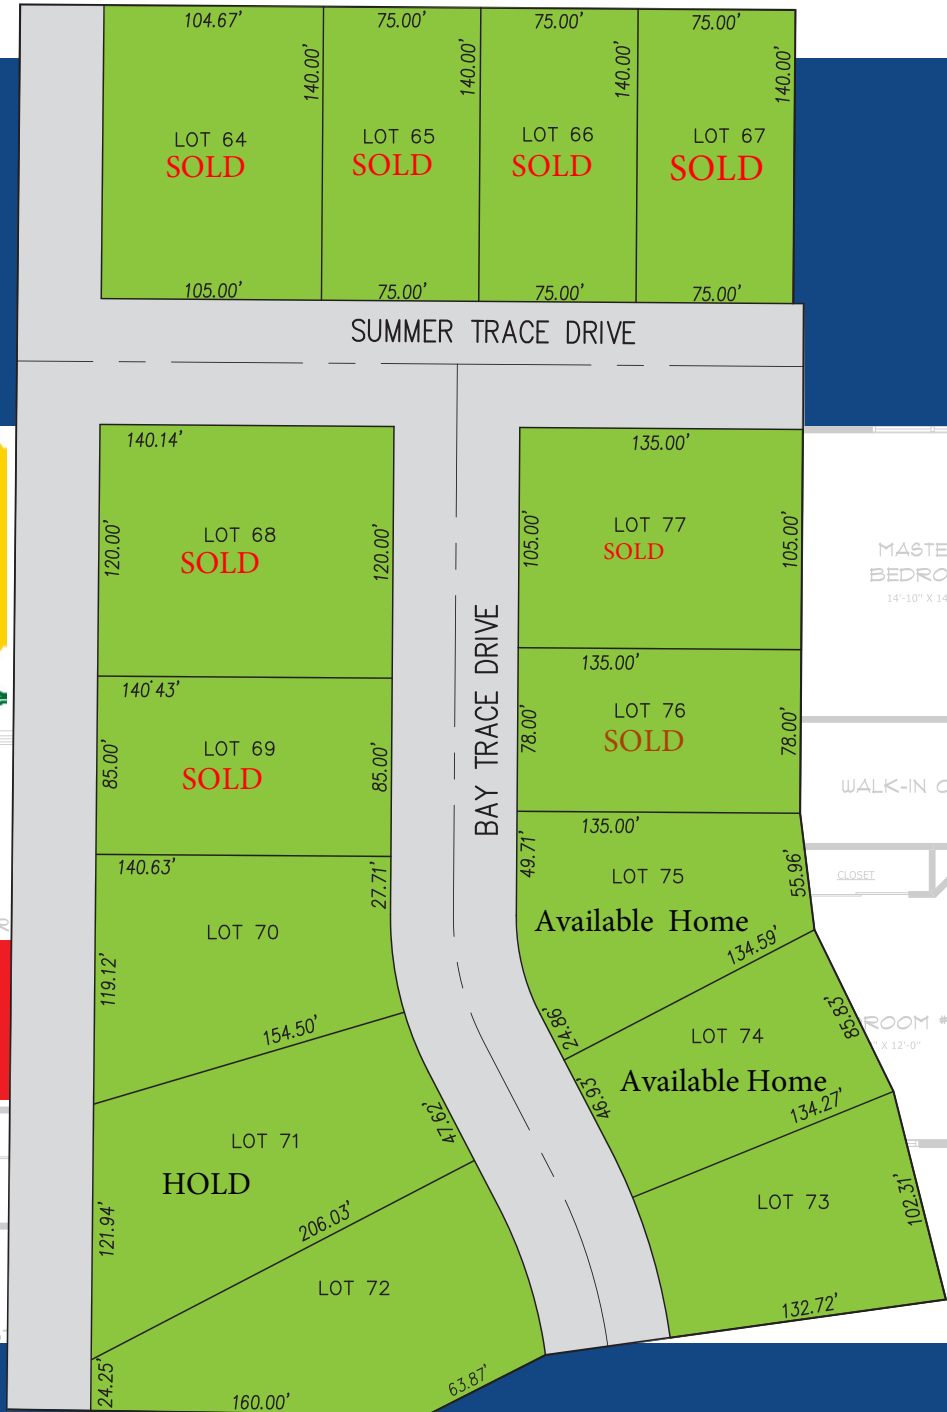 104.67’
75.00’
75.00’
75.00’
140.00’
140.00’
140.00’
140.00’
LOT 64
SOLD
LOT 65
SOLD
LOT 66
SOLD
LOT 67
SOLD
105.00’
75.00’
75.00’
75.00’
SUMMER TRACE DRIVE
140.14’
135.00’
120.00’
LOT 68
SOLD
120.00’
105.00’
LOT 77
SOLD
105.00’
MASTE
BEDRO
14'-10" X 14
BAY TRACE DRIVE
140.43’
135.00’
85.00’
LOT 69
SOLD
85.00’
78.00’
LOT 76
SOLD
78.00’
WALK-IN C
140.63’
27.71’
135.00’
49.71’
LOT 75
Available Home
55.96’
CLOSET
119.12’
LOT 70
134.59’
154.50’
24.86’
LOT 74
Available Home
85.83’
ROOM #
" X 12'-0"
46.93’
134.27’
47.62’
LOT 71
HOLD
121.94’
206.03’
LOT 73
102.31’
132.72’
LOT 72
24.25’
160.00’
63.87’